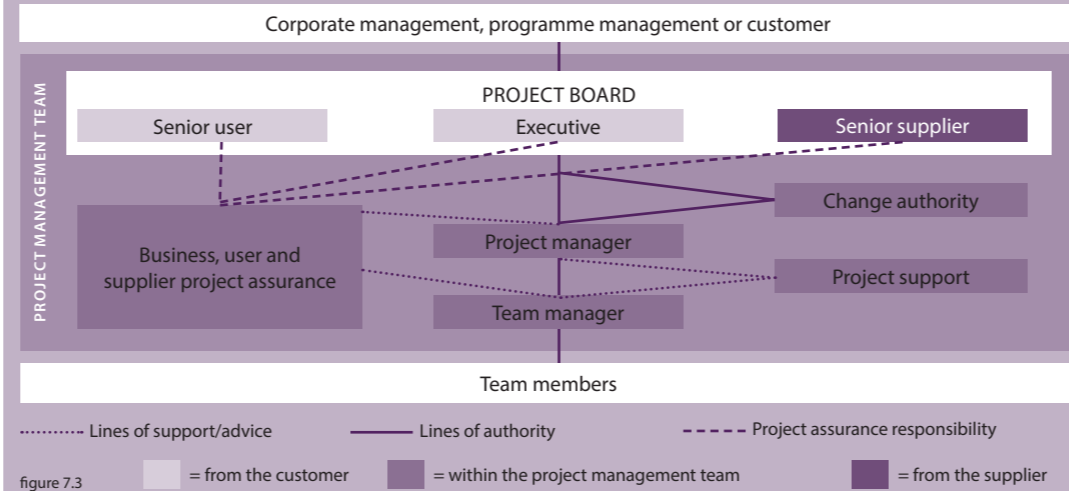 Corporate management, programme management or customer
PROJECT MANAGEMENT TEAM
PROJECT BOARD
Senior user
Executive
Senior supplier
Change authority
Project manager
Business, user and
supplier project assurance
Project support
Team manager
Team members
Lines of support/advice
Lines of authority
Project assurance responsibility
figure 7.3
= from the customer
= within the project management team
= from the supplier